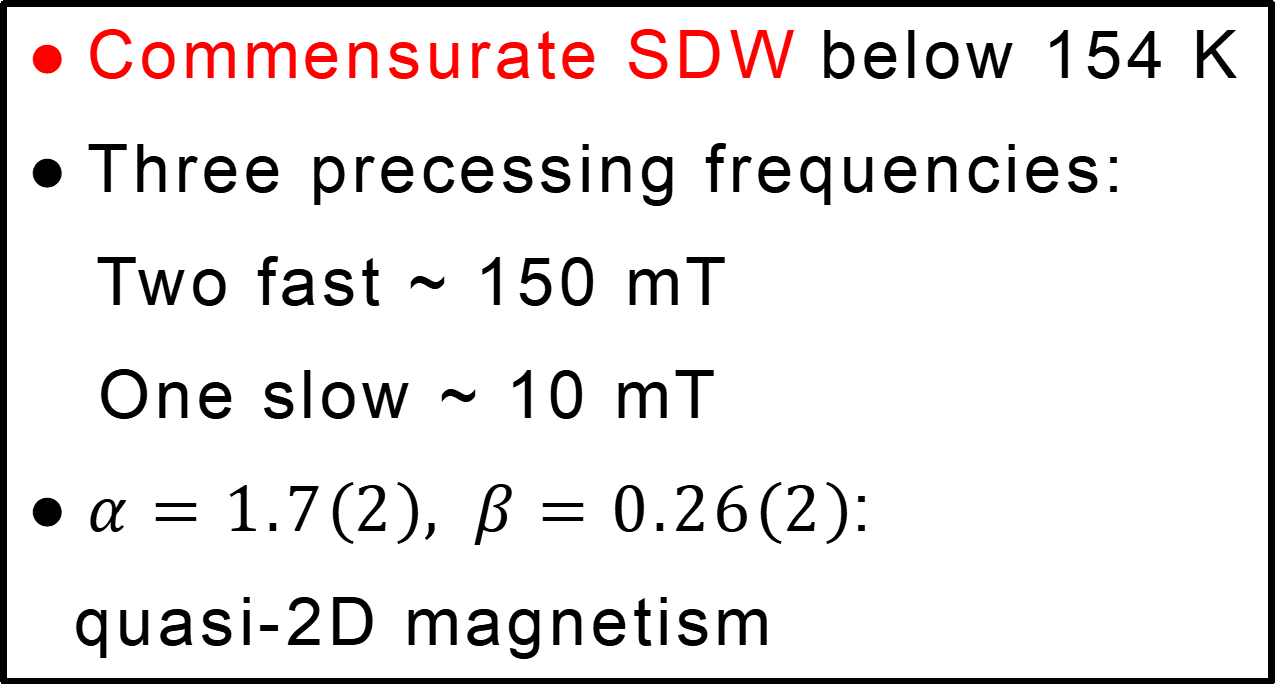 • Commensurate SDW below 154 K
• Three precessing frequencies:
Two fast ~ 150 mT
One slow ~ 10 mT
• α = 1.7(2), β = 0.26(2):
quasi-2D magnetism